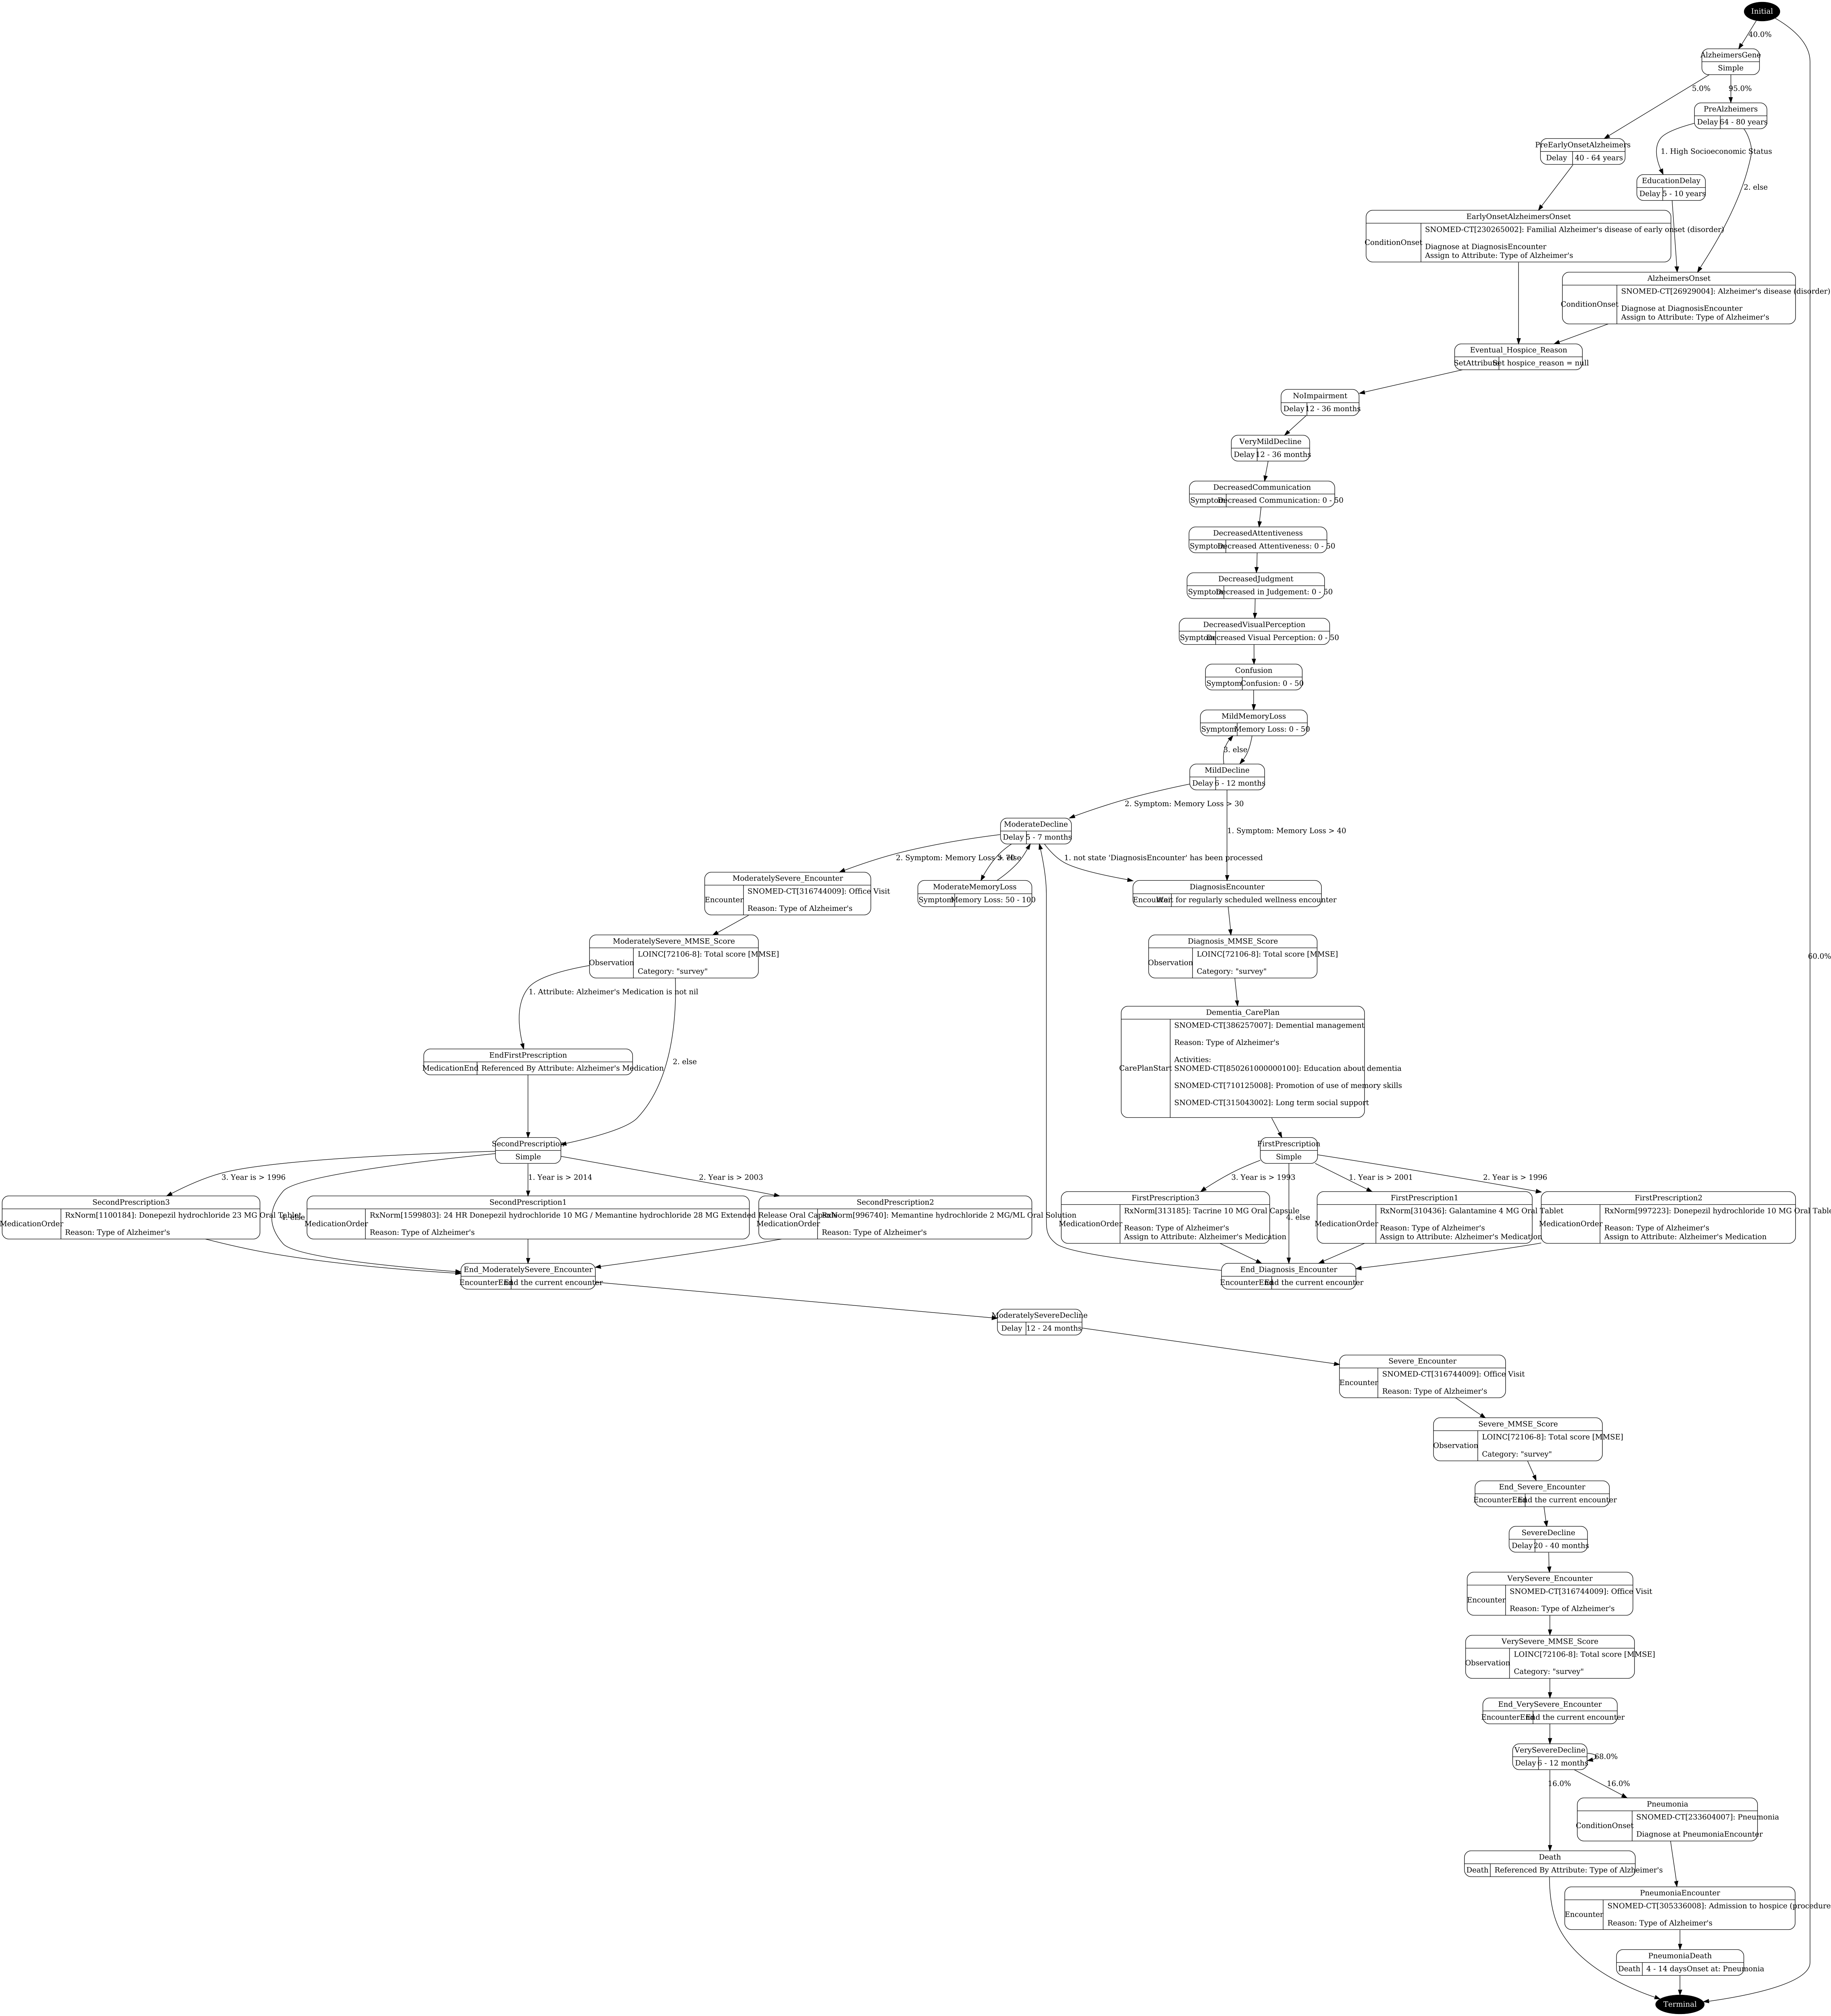 Initial
40.0%
AlzheimersGene
Simple
5.0%
95.0%
PreAlzheimers
Delay
64 - 80 years
PreEarlyOnsetAlzheimers
Delay
40 - 64 years
1. High Socioeconomic Status
EducationDelay
Delay
5 - 10 years
2. else
EarlyOnsetAlzheimersOnset
ConditionOnset
SNOMED-CT[230265002]: Familial Alzheimer's disease of early onset (disorder)
Diagnose at DiagnosisEncounter
Assign to Attribute: Type of Alzheimer's
AlzheimersOnset
ConditionOnset
SNOMED-CT[26929004]: Alzheimer's disease (disorder)
Diagnose at DiagnosisEncounter
Assign to Attribute: Type of Alzheimer's
Eventual_Hospice_Reason
SetAttribute
Set hospice_reason = null
NoImpairment
Delay
12 - 36 months
VeryMildDecline
Delay
12 - 36 months
DecreasedCommunication
Symptom
Decreased Communication: 0 - 50
DecreasedAttentiveness
Symptom
Decreased Attentiveness: 0 - 50
DecreasedJudgment
Symptom
Decreased in Judgement: 0 - 50
DecreasedVisualPerception
Symptom
Decreased Visual Perception: 0 - 50
Confusion
Symptom
Confusion: 0 - 50
MildMemoryLoss
Symptom
Memory Loss: 0 - 50
3. else
MildDecline
Delay
6 - 12 months
2. Symptom: Memory Loss > 30
1. Symptom: Memory Loss > 40
ModerateDecline
Delay
5 - 7 months
2. Symptom: Memory Loss > 70
3. else
1. not state 'DiagnosisEncounter' has been processed
ModeratelySevere_Encounter
Encounter
SNOMED-CT[316744009]: Office Visit
Reason: Type of Alzheimer's
ModerateMemoryLoss
Symptom
Memory Loss: 50 - 100
DiagnosisEncounter
Encounter
Wait for regularly scheduled wellness encounter
ModeratelySevere_MMSE_Score
Observation
LOINC[72106-8]: Total score [MMSE]
Category: "survey"
Diagnosis_MMSE_Score
Observation
LOINC[72106-8]: Total score [MMSE]
Category: "survey"
60.0%
1. Attribute: Alzheimer's Medication is not nil
Dementia_CarePlan
CarePlanStart
SNOMED-CT[386257007]: Demential management
Reason: Type of Alzheimer's
Activities:
SNOMED-CT[850261000000100]: Education about dementia
SNOMED-CT[710125008]: Promotion of use of memory skills
SNOMED-CT[315043002]: Long term social support
EndFirstPrescription
MedicationEnd
Referenced By Attribute: Alzheimer's Medication
2. else
SecondPrescription
Simple
FirstPrescription
Simple
3. Year is > 1996
1. Year is > 2014
2. Year is > 2003
3. Year is > 1993
1. Year is > 2001
2. Year is > 1996
SecondPrescription3
MedicationOrder
RxNorm[1100184]: Donepezil hydrochloride 23 MG Oral Tablet
Reason: Type of Alzheimer's
4. else
SecondPrescription1
MedicationOrder
RxNorm[1599803]: 24 HR Donepezil hydrochloride 10 MG / Memantine hydrochloride 28 MG Extended Release Oral Capsule
Reason: Type of Alzheimer's
SecondPrescription2
MedicationOrder
RxNorm[996740]: Memantine hydrochloride 2 MG/ML Oral Solution
Reason: Type of Alzheimer's
FirstPrescription3
MedicationOrder
RxNorm[313185]: Tacrine 10 MG Oral Capsule
Reason: Type of Alzheimer's
Assign to Attribute: Alzheimer's Medication
4. else
FirstPrescription1
MedicationOrder
RxNorm[310436]: Galantamine 4 MG Oral Tablet
Reason: Type of Alzheimer's
Assign to Attribute: Alzheimer's Medication
FirstPrescription2
MedicationOrder
RxNorm[997223]: Donepezil hydrochloride 10 MG Oral Table
Reason: Type of Alzheimer's
Assign to Attribute: Alzheimer's Medication
End_ModeratelySevere_Encounter
EncounterEnd
End the current encounter
End_Diagnosis_Encounter
EncounterEnd
End the current encounter
ModeratelySevereDecline
Delay
12 - 24 months
Severe_Encounter
Encounter
SNOMED-CT[316744009]: Office Visit
Reason: Type of Alzheimer's
Severe_MMSE_Score
Observation
LOINC[72106-8]: Total score [MMSE]
Category: "survey"
End_Severe_Encounter
EncounterEnd
End the current encounter
SevereDecline
Delay
20 - 40 months
VerySevere_Encounter
Encounter
SNOMED-CT[316744009]: Office Visit
Reason: Type of Alzheimer's
VerySevere_MMSE_Score
Observation
LOINC[72106-8]: Total score [MMSE]
Category: "survey"
End_VerySevere_Encounter
EncounterEnd
End the current encounter
VerySevereDecline
Delay
6 - 12 months
68.0%
16.0%
16.0%
Pneumonia
ConditionOnset
SNOMED-CT[233604007]: Pneumonia
Diagnose at PneumoniaEncounter
Death
Death
Referenced By Attribute: Type of Alzheimer's
PneumoniaEncounter
Encounter
SNOMED-CT[305336008]: Admission to hospice (procedure
Reason: Type of Alzheimer's
PneumoniaDeath
Death
4 - 14 daysOnset at: Pneumonia
Terminal